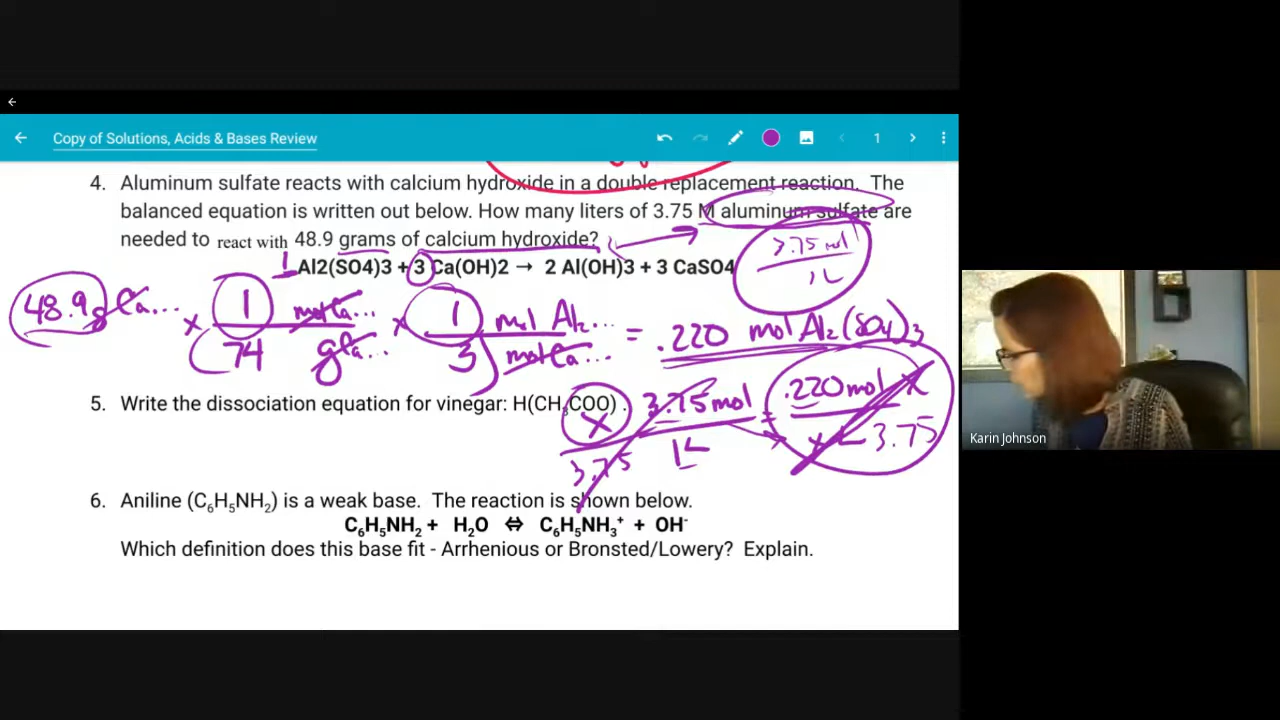 Copy of Solutions, Acids & Bases Review
1
4. Aluminum sulfate reacts with calcium hydroxide in a double replacement reaction. The
balanced equation is written out below. How many liters of 3.75 M aluminum sulfate are
needed to react with 48.9 grams of calcium hydroxide?
3.75 mol
1L
1 Al2(SO4)3 + 3 Ca(OH)2 → 2 Al(OH)3 + 3 CaSO4
48.9 g Ca... x 1 mol Ca... x 1 mol Al2... = .220 mol Al2(SO4)3
74 g Ca... 3 mol Ca...
5. Write the dissociation equation for vinegar: H(CH3COO) .
x 3.75 mol = .220 mol x
3.75 1L x L 3.75
6. Aniline (C₆H₅NH₂) is a weak base. The reaction is shown below.
C₆H₅NH₂ + H₂O ⇔ C₆H₅NH₃⁺ + OH⁻
Which definition does this base fit - Arrhenious or Bronsted/Lowery? Explain.
Karin Johnson